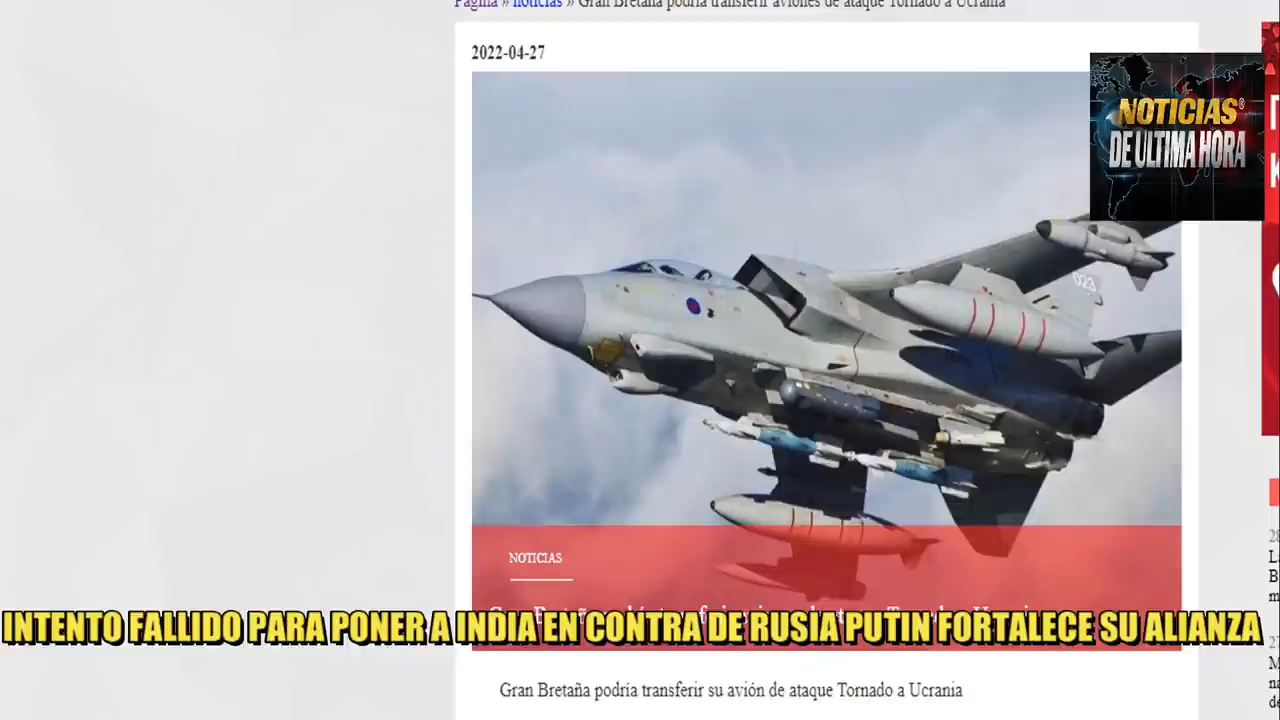 Página » noticias » Gran Bretaña podría transferir aviones de ataque Tornado a Ucrania
2022-04-27
NOTICIAS®
DE ULTIMA HORA
023
NOTICIAS
INTENTO FALLIDO PARA PONER A INDIA EN CONTRA DE RUSIA PUTIN FORTALECE SU ALIANZA
Gran Bretaña podría transferir su avión de ataque Tornado a Ucrania